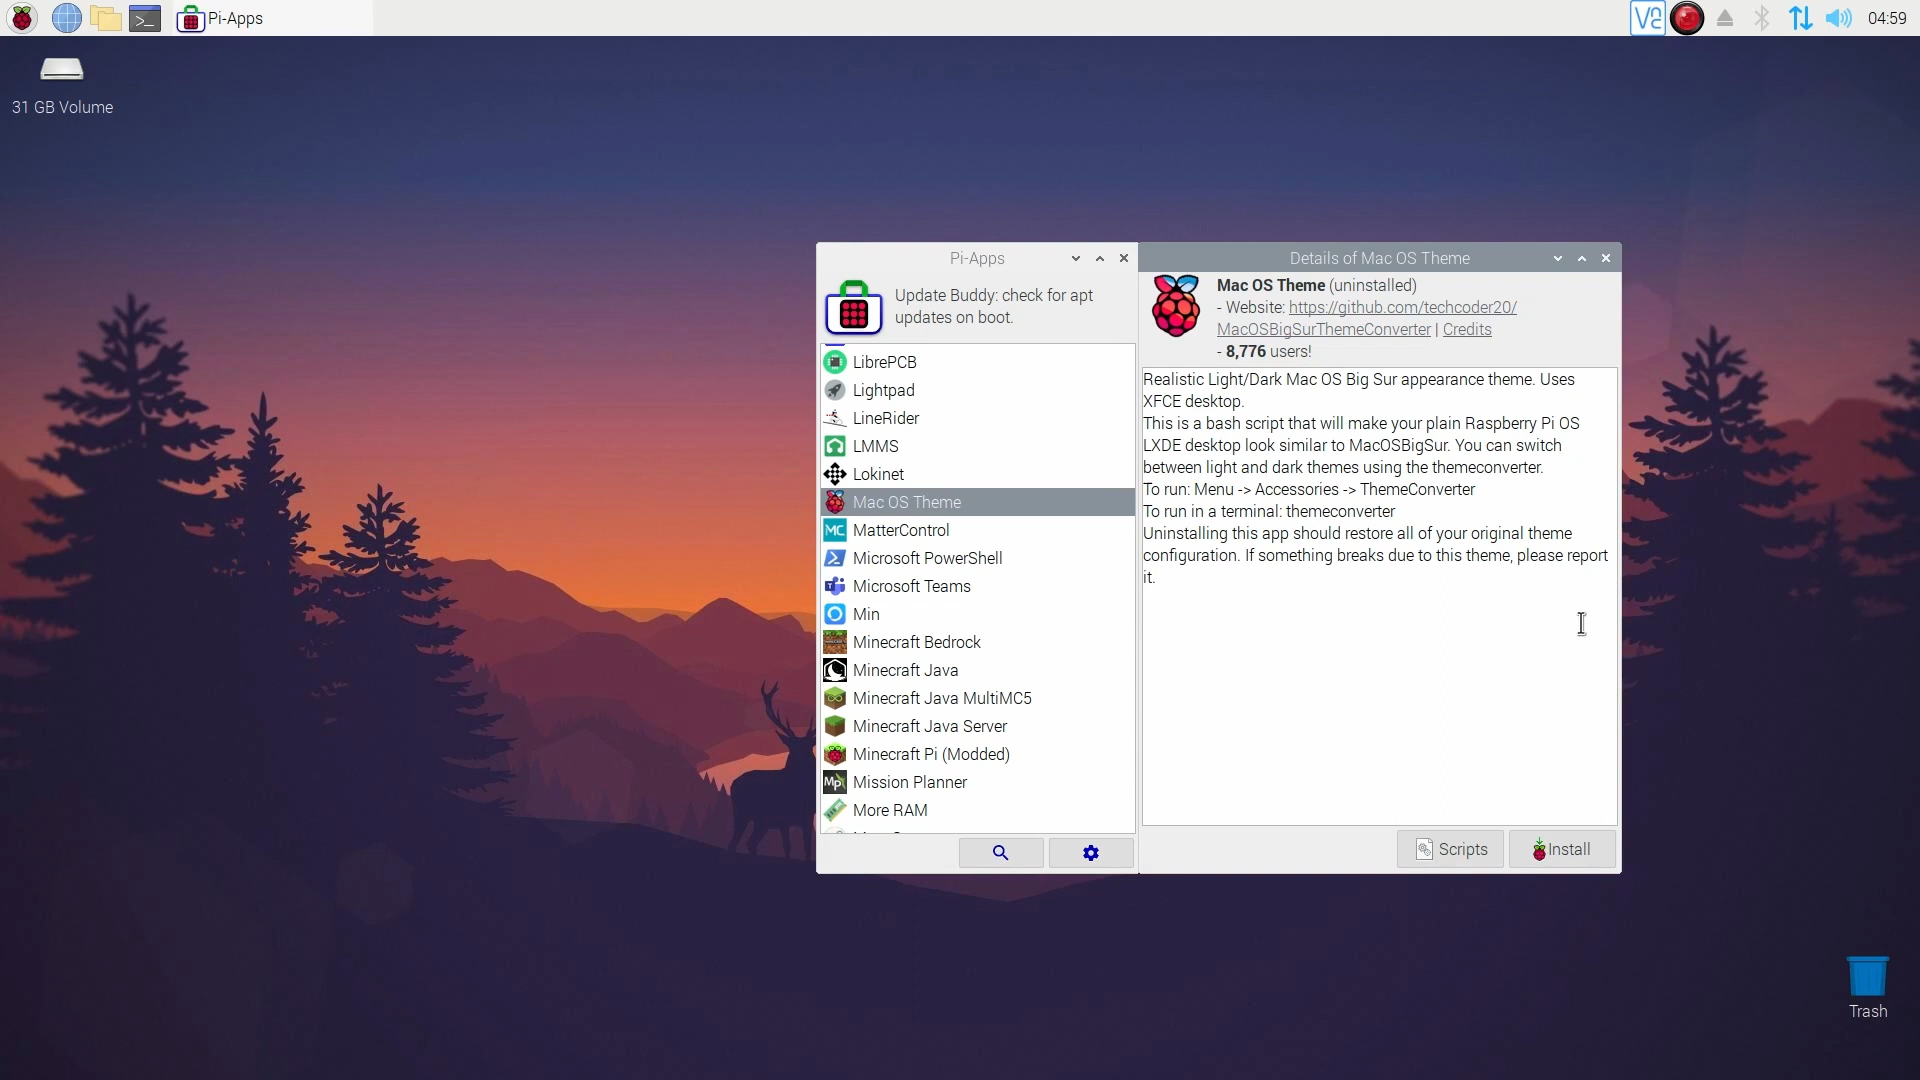 Pi-Apps
04:59
31 GB Volume
Pi-Apps
Update Buddy: check for apt
updates on boot.
LibrePCB
Lightpad
LineRider
LMMS
Lokinet
Mac OS Theme
MatterControl
Microsoft PowerShell
Microsoft Teams
Min
Minecraft Bedrock
Minecraft Java
Minecraft Java MultiMC5
Minecraft Java Server
Minecraft Pi (Modded)
Mission Planner
More RAM
Details of Mac OS Theme
Mac OS Theme (uninstalled)
- Website: https://github.com/techcoder20/
MacOSBigSurThemeConverter | Credits
- 8,776 users!
Realistic Light/Dark Mac OS Big Sur appearance theme. Uses
XFCE desktop.
This is a bash script that will make your plain Raspberry Pi OS
LXDE desktop look similar to MacOSBigSur. You can switch
between light and dark themes using the themeconverter.
To run: Menu -> Accessories -> ThemeConverter
To run in a terminal: themeconverter
Uninstalling this app should restore all of your original theme
configuration. If something breaks due to this theme, please report
it.
Scripts
Install
Trash